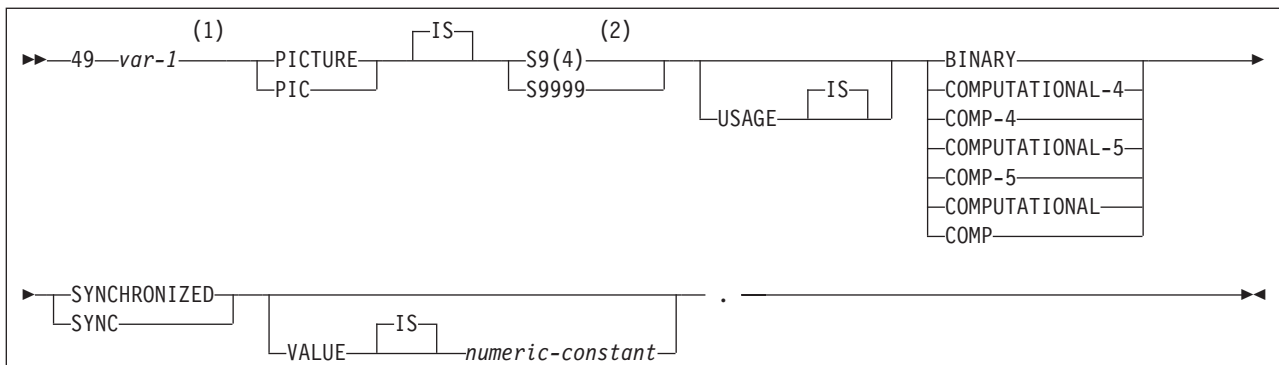 (1) IS (2)
49 var-1 PICTURE S9(4) BINARY
PIC S9999 IS COMPUTATIONAL-4
USAGE COMP-4
COMPUTATIONAL-5
COMP-5
COMPUTATIONAL
COMP
SYNCHRONIZED .
SYNC IS
VALUE numeric-constant